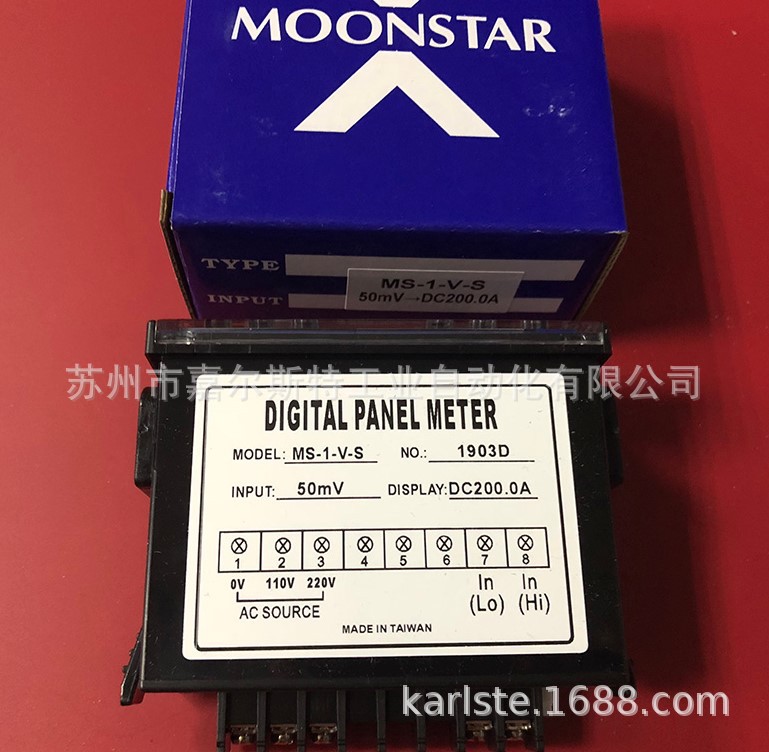 MOONSTAR
TYPE
MS-1-V-S
INPUT
50mV→DC200.0A
苏州市嘉尔斯特工业自动化有限公司
DIGITAL PANEL METER
MODEL: MS-1-V-S NO.: 1903D
INPUT: 50mV DISPLAY: DC200.0A
1 2 3 4 5 6 7 8
0V 110V 220V In In
AC SOURCE (Lo) (Hi)
MADE IN TAIWAN
karlste.1688.com